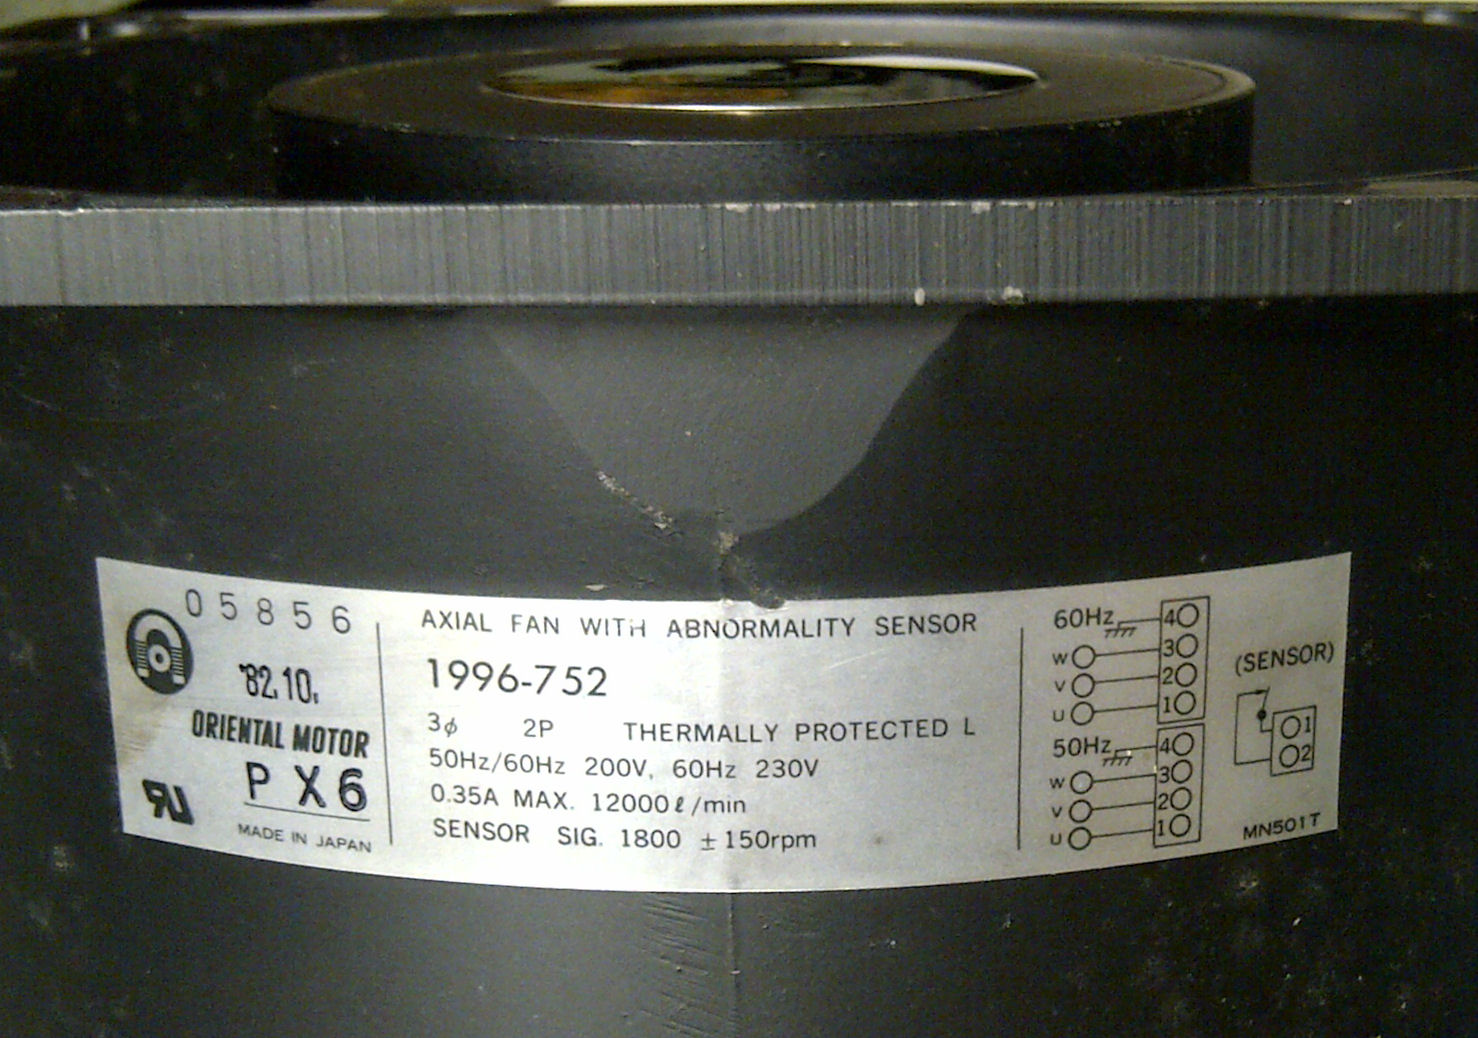 05856
'82.10.
ORIENTAL MOTOR
PX6
MADE IN JAPAN
AXIAL FAN WITH ABNORMALITY SENSOR
1996-752
3φ 2P THERMALLY PROTECTED L
50Hz/60Hz 200V, 60Hz 230V
0.35A MAX. 12000ℓ/min
SENSOR SIG. 1800 ±150rpm
60Hz 4
W 3
V 2
U 1
50Hz 4
W 3
V 2
U 1
(SENSOR)
1
2
MN501T